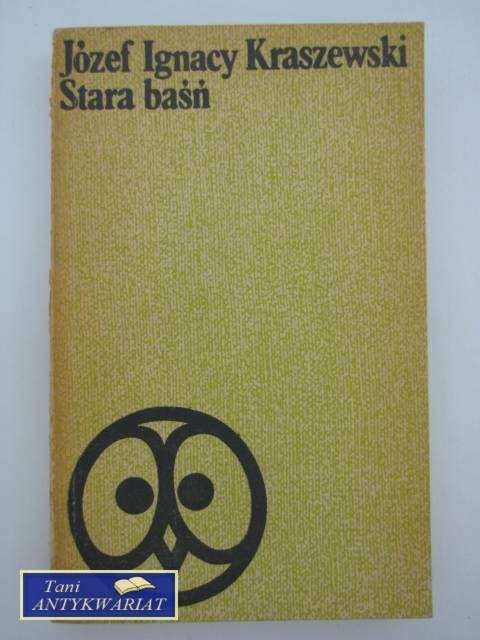 Józef Ignacy Kraszewski
Stara baśń
Tani
ANTYKWARIAT